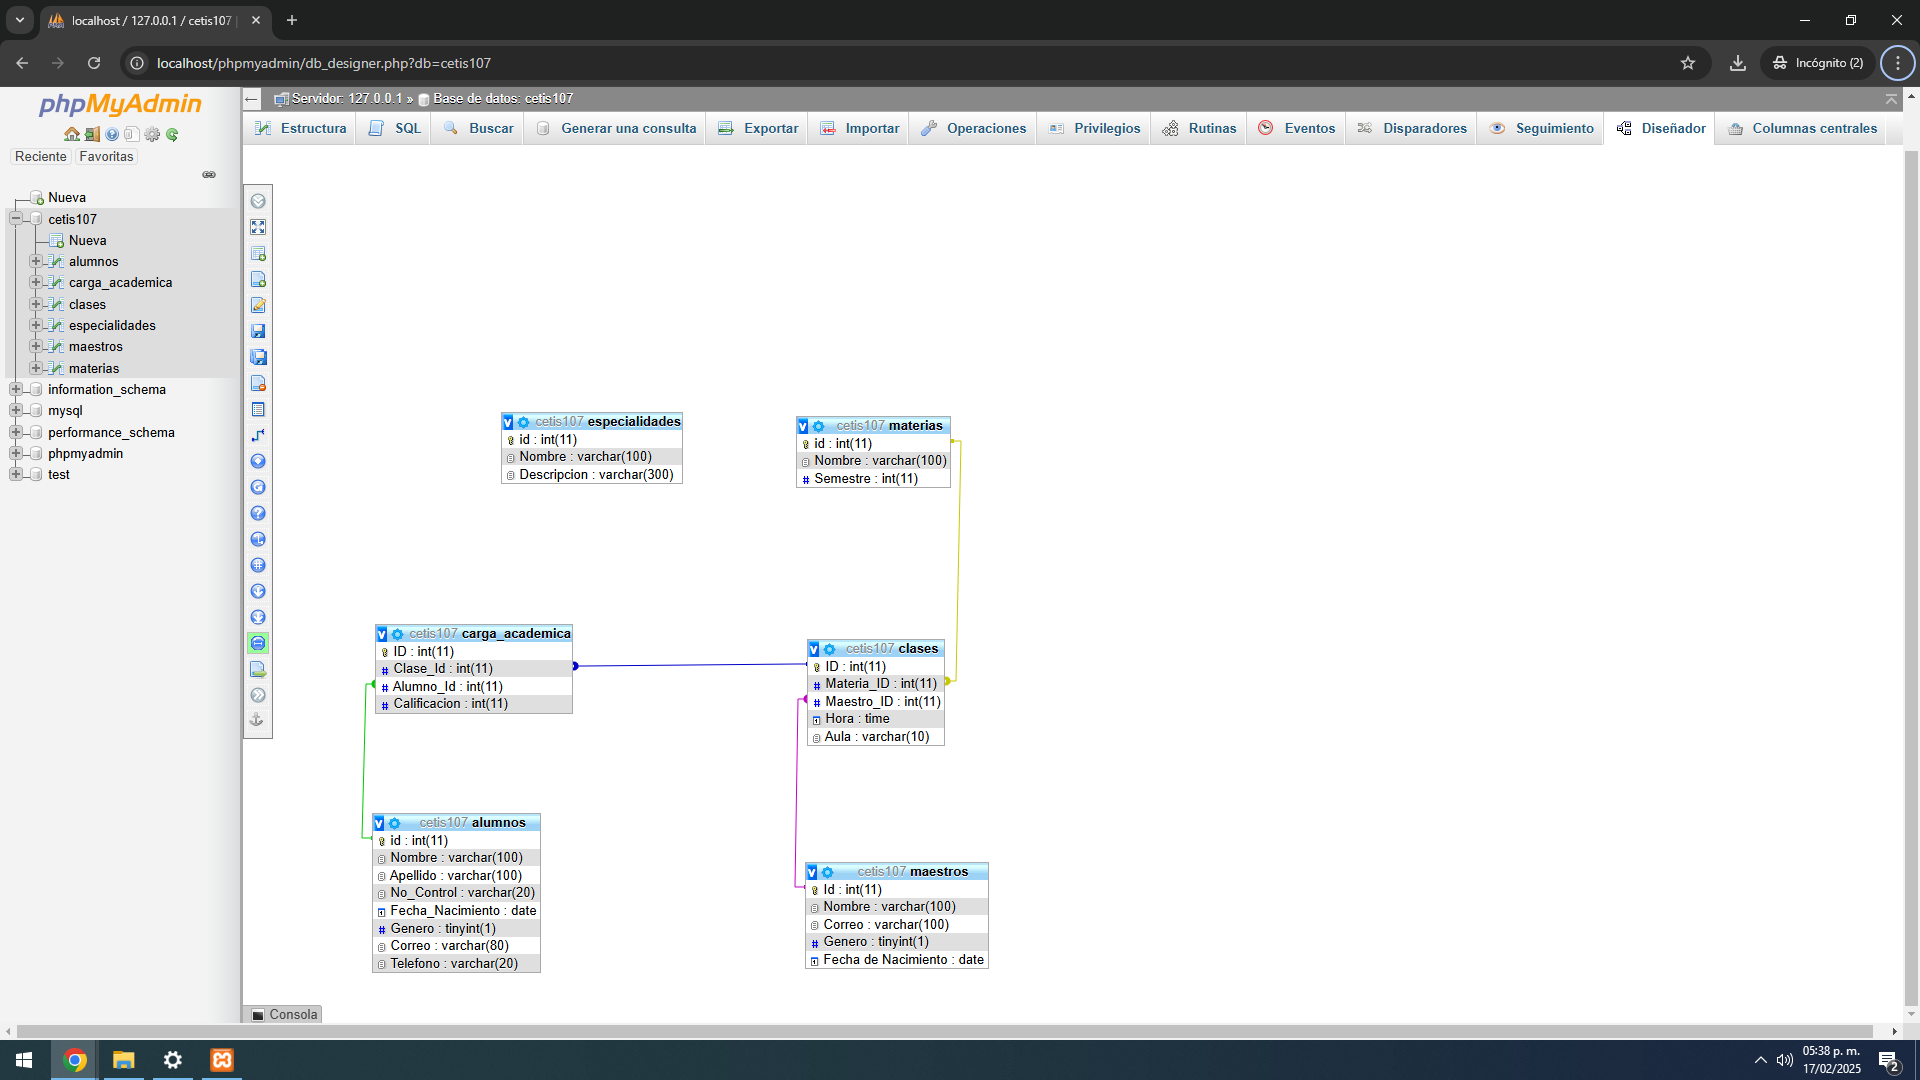 localhost / 127.0.0.1 / cetis107 |
localhost/phpmyadmin/db_designer.php?db=cetis107
Incógnito (2)
phpMyAdmin
Reciente
Favoritas
Nueva
cetis107
Nueva
alumnos
carga_academica
clases
especialidades
maestros
materias
information_schema
mysql
performance_schema
phpmyadmin
test
Servidor: 127.0.0.1 » Base de datos: cetis107
Estructura
SQL
Buscar
Generar una consulta
Exportar
Importar
Operaciones
Privilegios
Rutinas
Eventos
Disparadores
Seguimiento
Diseñador
Columnas centrales
v cetis107 especialidades
id : int(11)
Nombre : varchar(100)
Descripcion : varchar(300)
v cetis107 materias
id : int(11)
Nombre : varchar(100)
# Semestre : int(11)
v cetis107 carga_academica
ID : int(11)
# Clase_Id : int(11)
# Alumno_Id : int(11)
# Calificacion : int(11)
v cetis107 clases
ID : int(11)
# Materia_ID : int(11)
# Maestro_ID : int(11)
Hora : time
Aula : varchar(10)
v cetis107 alumnos
id : int(11)
Nombre : varchar(100)
Apellido : varchar(100)
No_Control : varchar(20)
Fecha_Nacimiento : date
# Genero : tinyint(1)
Correo : varchar(80)
Telefono : varchar(20)
v cetis107 maestros
Id : int(11)
Nombre : varchar(100)
Correo : varchar(100)
# Genero : tinyint(1)
Fecha de Nacimiento : date
Consola
05:38 p. m.
17/02/2025
2